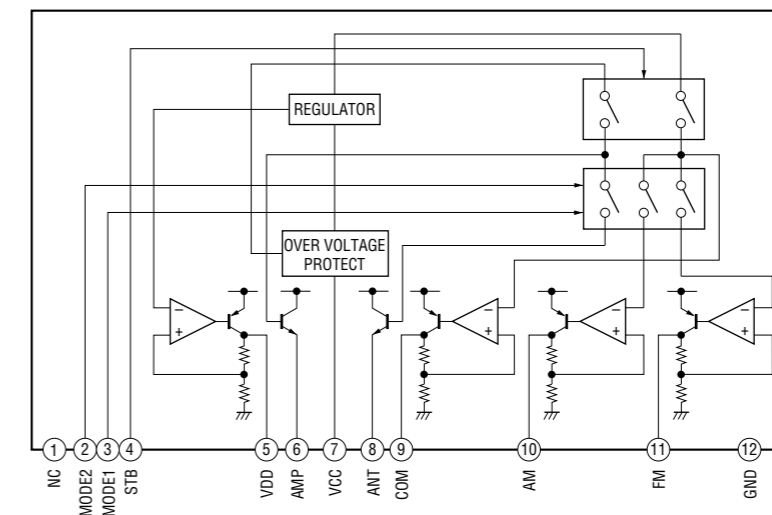 REGULATOR
OVER VOLTAGE
PROTECT
−
+
−
+
−
+
−
+
1
2
3
4
5
6
7
8
9
10
11
12
NC
MODE2
MODE1
STB
VDD
AMP
VCC
ANT
COM
AM
FM
GND